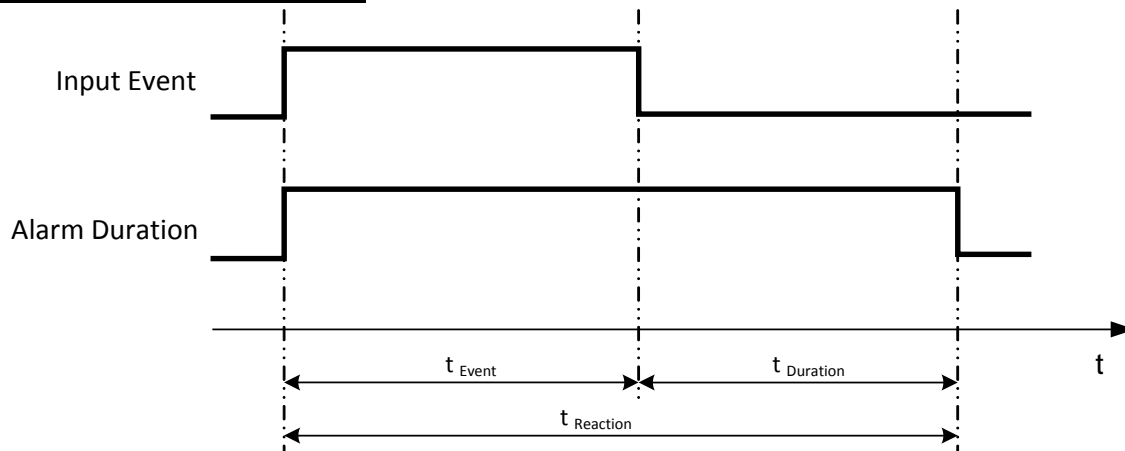 Input Event
Alarm Duration
t
t Event
t Duration
t Reaction